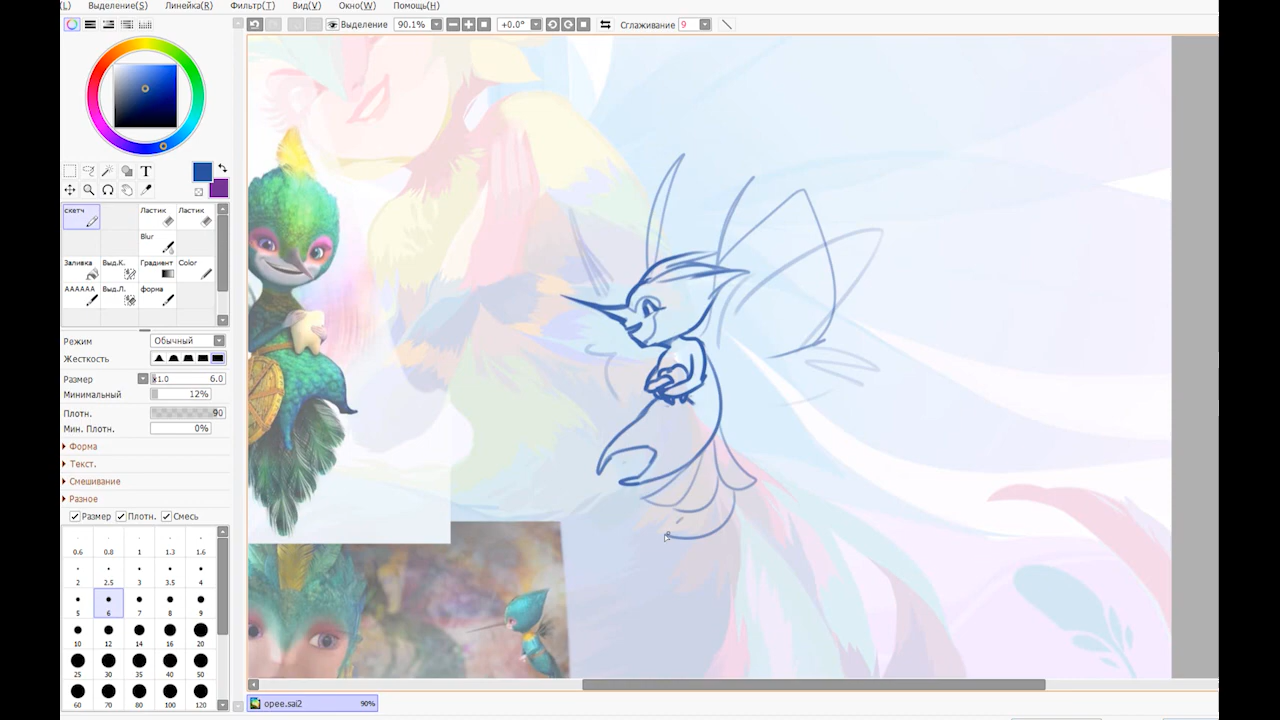 (L) Выделение(S) Линейка(R) Фильтр(T) Вид(V) Окно(W) Помощь(H)
Выделение 90.1% +0.0° Сглаживание 9
T
скетч Ластик Ластик
Blur
Заливка Выд.К. Градиент Color
АААААА Выд.Л. форма
Режим Обычный
Жесткость
Размер x1.0 6.0
Минимальный 12%
Плотн. 90
Мин. Плотн. 0%
Форма
Текст.
Смешивание
Разное
Размер Плотн. Смесь
0.6 0.8 1 1.3 1.6
2 2.5 3 3.5 4
5 6 7 8 9
10 12 14 16 20
25 30 35 40 50
60 70 80 100 120
opee.sai2 90%